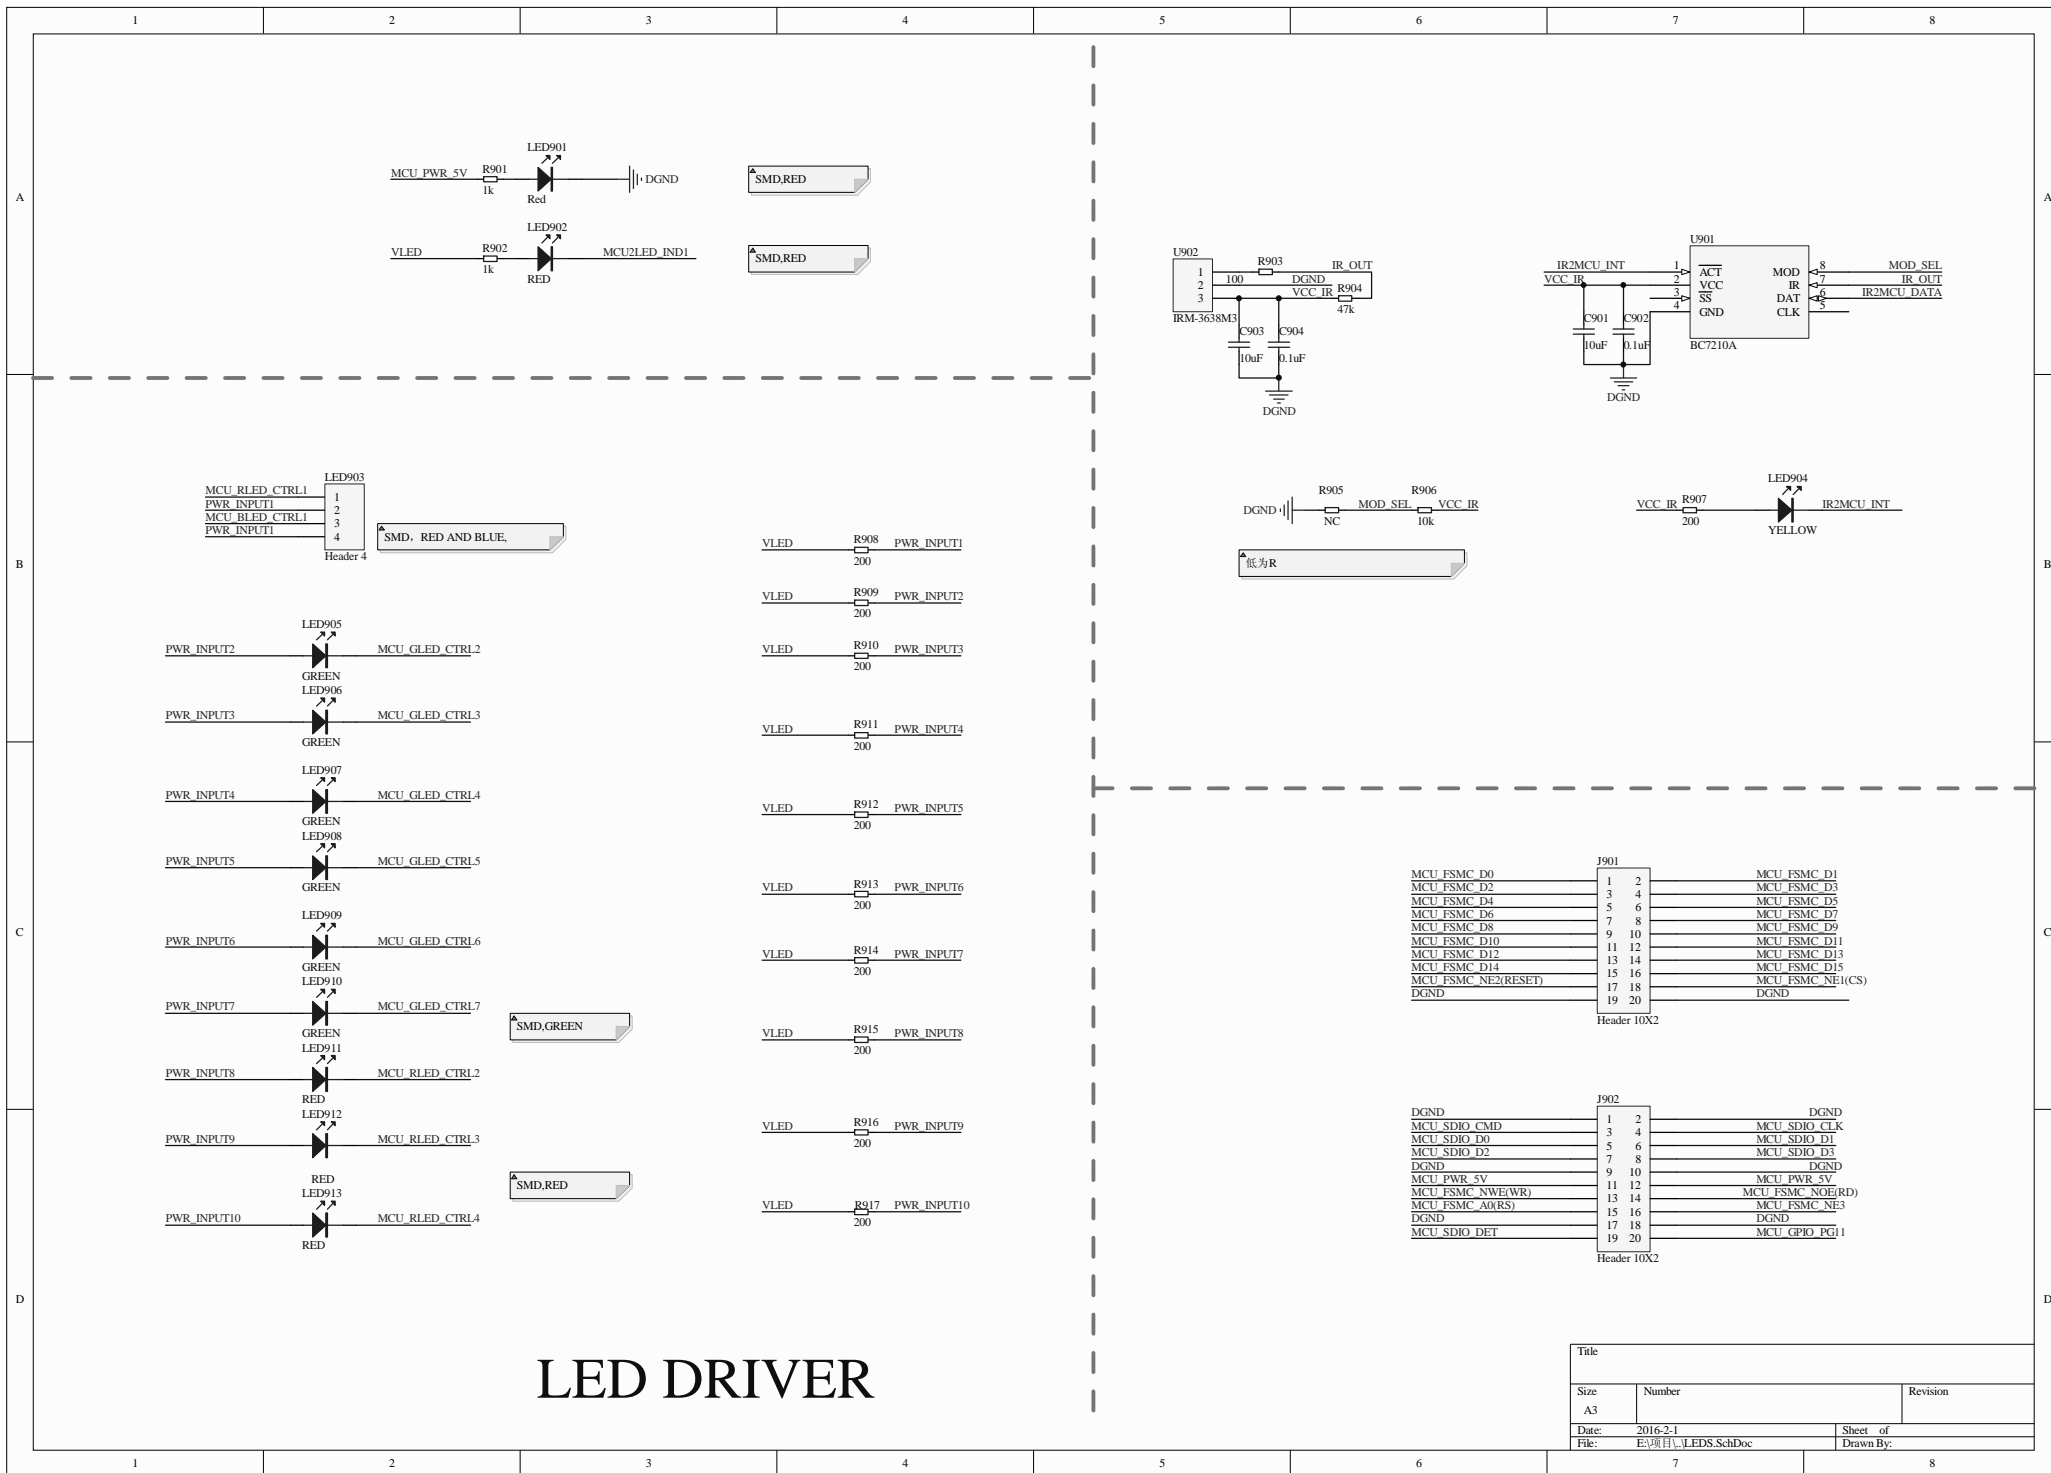 1 2 3 4 5 6 7 8
A A
LED901
MCU_PWR_5V R901 DGND
1k
Red
SMD,RED
LED902
VLED R902 MCU2LED_IND1
1k
RED
SMD,RED
U902
1
2
3
IRM-3638M3
R903
100
IR_OUT
DGND
VCC_IR R904
47k
C903 C904
10uF 0.1uF
DGND
U901
IR2MCU_INT 1 ACT MOD 8 MOD_SEL
VCC_IR 2 VCC IR 7 IR_OUT
3 SS DAT 6 IR2MCU_DATA
4 GND CLK 5
BC7210A
C901 C902
10uF 0.1uF
DGND
B B
LED903
MCU_RLED_CTRL1 1
PWR_INPUT1 2
MCU_BLED_CTRL1 3
PWR_INPUT1 4
Header 4
SMD，RED AND BLUE,
R905 R906
DGND MOD_SEL VCC_IR
NC 10k
低为R
LED904
VCC_IR R907 IR2MCU_INT
200
YELLOW
LED905
PWR_INPUT2 MCU_GLED_CTRL2
GREEN
LED906
PWR_INPUT3 MCU_GLED_CTRL3
GREEN
LED907
PWR_INPUT4 MCU_GLED_CTRL4
GREEN
LED908
PWR_INPUT5 MCU_GLED_CTRL5
GREEN
LED909
PWR_INPUT6 MCU_GLED_CTRL6
GREEN
LED910
PWR_INPUT7 MCU_GLED_CTRL7
GREEN
SMD,GREEN
LED911
PWR_INPUT8 MCU_RLED_CTRL2
RED
LED912
PWR_INPUT9 MCU_RLED_CTRL3
RED
SMD,RED
LED913
PWR_INPUT10 MCU_RLED_CTRL4
RED
VLED R908 PWR_INPUT1
200
VLED R909 PWR_INPUT2
200
VLED R910 PWR_INPUT3
200
VLED R911 PWR_INPUT4
200
VLED R912 PWR_INPUT5
200
VLED R913 PWR_INPUT6
200
VLED R914 PWR_INPUT7
200
VLED R915 PWR_INPUT8
200
VLED R916 PWR_INPUT9
200
VLED R917 PWR_INPUT10
200
C C
J901
MCU_FSMC_D0 1 2 MCU_FSMC_D1
MCU_FSMC_D2 3 4 MCU_FSMC_D3
MCU_FSMC_D4 5 6 MCU_FSMC_D5
MCU_FSMC_D6 7 8 MCU_FSMC_D7
MCU_FSMC_D8 9 10 MCU_FSMC_D9
MCU_FSMC_D10 11 12 MCU_FSMC_D11
MCU_FSMC_D12 13 14 MCU_FSMC_D13
MCU_FSMC_D14 15 16 MCU_FSMC_D15
MCU_FSMC_NE2(RESET) 17 18 MCU_FSMC_NE1(CS)
DGND 19 20 DGND
Header 10X2
J902
DGND 1 2 DGND
MCU_SDIO_CMD 3 4 MCU_SDIO_CLK
MCU_SDIO_D0 5 6 MCU_SDIO_D1
MCU_SDIO_D2 7 8 MCU_SDIO_D3
DGND 9 10 DGND
MCU_PWR_5V 11 12 MCU_PWR_5V
MCU_FSMC_NWE(WR) 13 14 MCU_FSMC_NOE(RD)
MCU_FSMC_A0(RS) 15 16 MCU_FSMC_NE3
DGND 17 18 DGND
MCU_SDIO_DET 19 20 MCU_GPIO_PG11
Header 10X2
D D
LED DRIVER
Title
Size Number Revision
A3
Date: 2016-2-1 Sheet of
File: E:\项目\..\LEDS.SchDoc Drawn By:
1 2 3 4 5 6 7 8